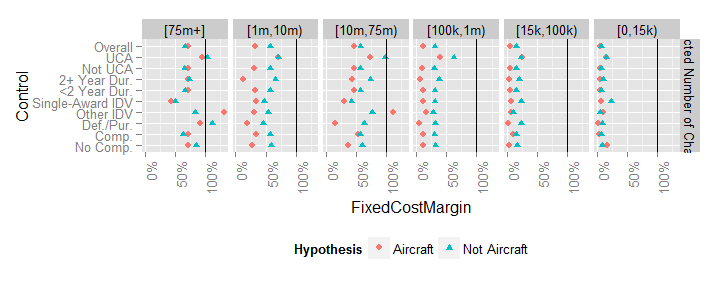 [75m+] [1m,10m) [10m,75m) [100k,1m) [15k,100k) [0,15k)
Control
Overall
UCA
Not UCA
2+ Year Dur.
<2 Year Dur.
Single-Award IDV
Other IDV
Def./Pur.
Comp.
No Comp.
cted Number of Che
0% 50% 100% 0% 50% 100% 0% 50% 100% 0% 50% 100% 0% 50% 100% 0% 50% 100%
FixedCostMargin
Hypothesis Aircraft Not Aircraft